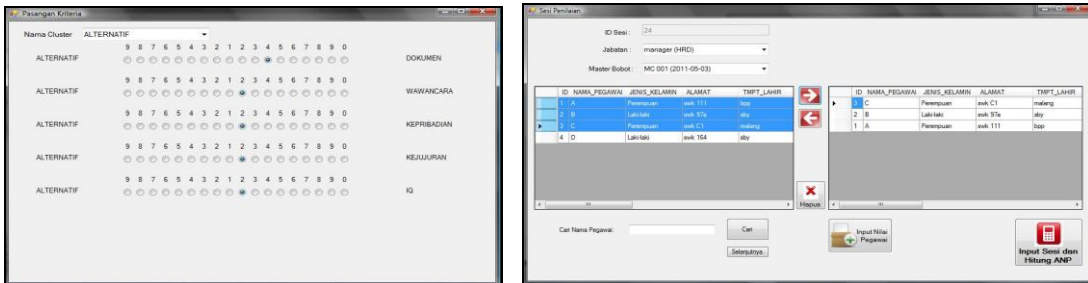 Pasangan Kriteria
Nama Cluster ALTERNATIF
9 8 7 6 5 4 3 2 1 2 3 4 5 6 7 8 9 0
ALTERNATIF DOKUMEN
9 8 7 6 5 4 3 2 1 2 3 4 5 6 7 8 9 0
ALTERNATIF WAWANCARA
9 8 7 6 5 4 3 2 1 2 3 4 5 6 7 8 9 0
ALTERNATIF KEPRIBADIAN
9 8 7 6 5 4 3 2 1 2 3 4 5 6 7 8 9 0
ALTERNATIF KEJUJURAN
9 8 7 6 5 4 3 2 1 2 3 4 5 6 7 8 9 0
ALTERNATIF IQ
Sesi Penilaian
ID Sesi : 24
Jabatan : manager (HRD)
Master Bobot : MC 001 (2011-05-03)
ID NAMA_PEGAWAI JENIS_KELAMIN ALAMAT TMPT_LAHIR
1 A Perempuan swk 111 bpp
2 B Laki-laki swk 97a sby
3 C Perempuan swk C1 malang
4 D Laki-laki swk 164 sby
Hapus
ID NAMA_PEGAWAI JENIS_KELAMIN ALAMAT TMPT_LAHIR
3 C Perempuan swk C1 malang
2 B Laki-laki swk 97a sby
1 A Perempuan swk 111 bpp
Cari Nama Pegawai: Cari
Selanjutnya
Input Nilai
Pegawai
Input Sesi dan
Hitung ANP